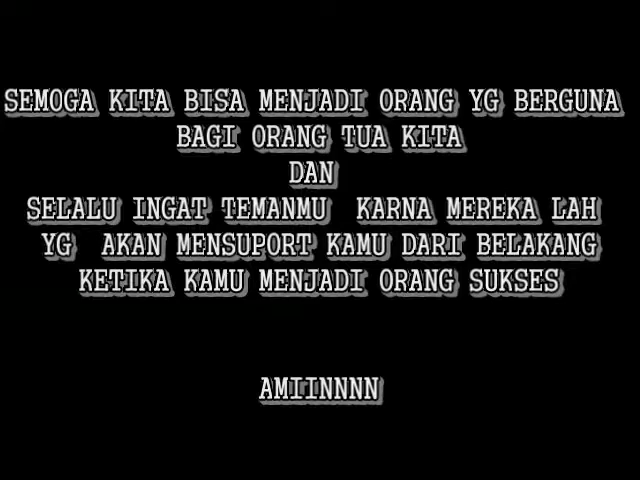 SEMOGA KITA BISA MENJADI ORANG YG BERGUNA
BAGI ORANG TUA KITA
DAN
SELALU INGAT TEMANMU KARNA MEREKA LAH
YG AKAN MENSUPORT KAMU DARI BELAKANG
KETIKA KAMU MENJADI ORANG SUKSES
AMIINNNN